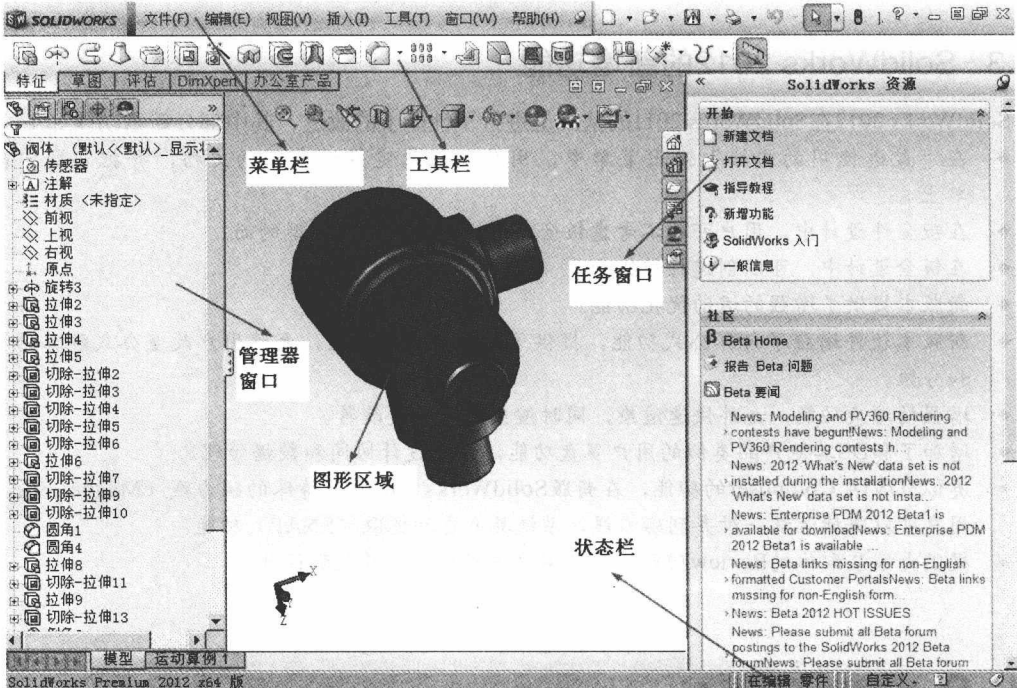 SOLIDWORKS 文件(F) 编辑(E) 视图(V) 插入(I) 工具(T) 窗口(W) 帮助(H)
特征 草图 评估 DimXpert 办公室产品
SolidWorks 资源
阀体 (默认<<默认>_显示状
传感器
注解
材质 <未指定>
前视
上视
右视
原点
旋转3
拉伸2
拉伸3
拉伸4
拉伸5
切除-拉伸2
切除-拉伸3
切除-拉伸4
切除-拉伸5
切除-拉伸6
拉伸6
切除-拉伸7
切除-拉伸9
切除-拉伸10
圆角1
圆角4
拉伸8
切除-拉伸11
拉伸9
切除-拉伸13
菜单栏
工具栏
任务窗口
管理器
窗口
图形区域
状态栏
X
Z
开始
新建文档
打开文档
指导教程
新增功能
SolidWorks 入门
一般信息
社区
Beta Home
报告 Beta 问题
Beta 要闻
News: Modeling and PV360 Rendering
contests have begun!News: Modeling and
PV360 Rendering contests h...
News: 2012 'What's New' data set is not
installed during the installationNews: 2012
'What's New' data set is not insta...
News: Enterprise PDM 2012 Beta1 is
available for downloadNews: Enterprise PDM
2012 Beta1 is available ...
News: Beta links missing for non-English
formatted Customer PortalsNews: Beta links
missing for non-English form...
News: Beta 2012 HOT ISSUES
News: Please submit all Beta forum
postings to the SolidWorks 2012 Beta
forumNews: Please submit all Beta forum
模型 运动算例 1
SolidWorks Premium 2012 x64 版
在编辑 零件 自定义